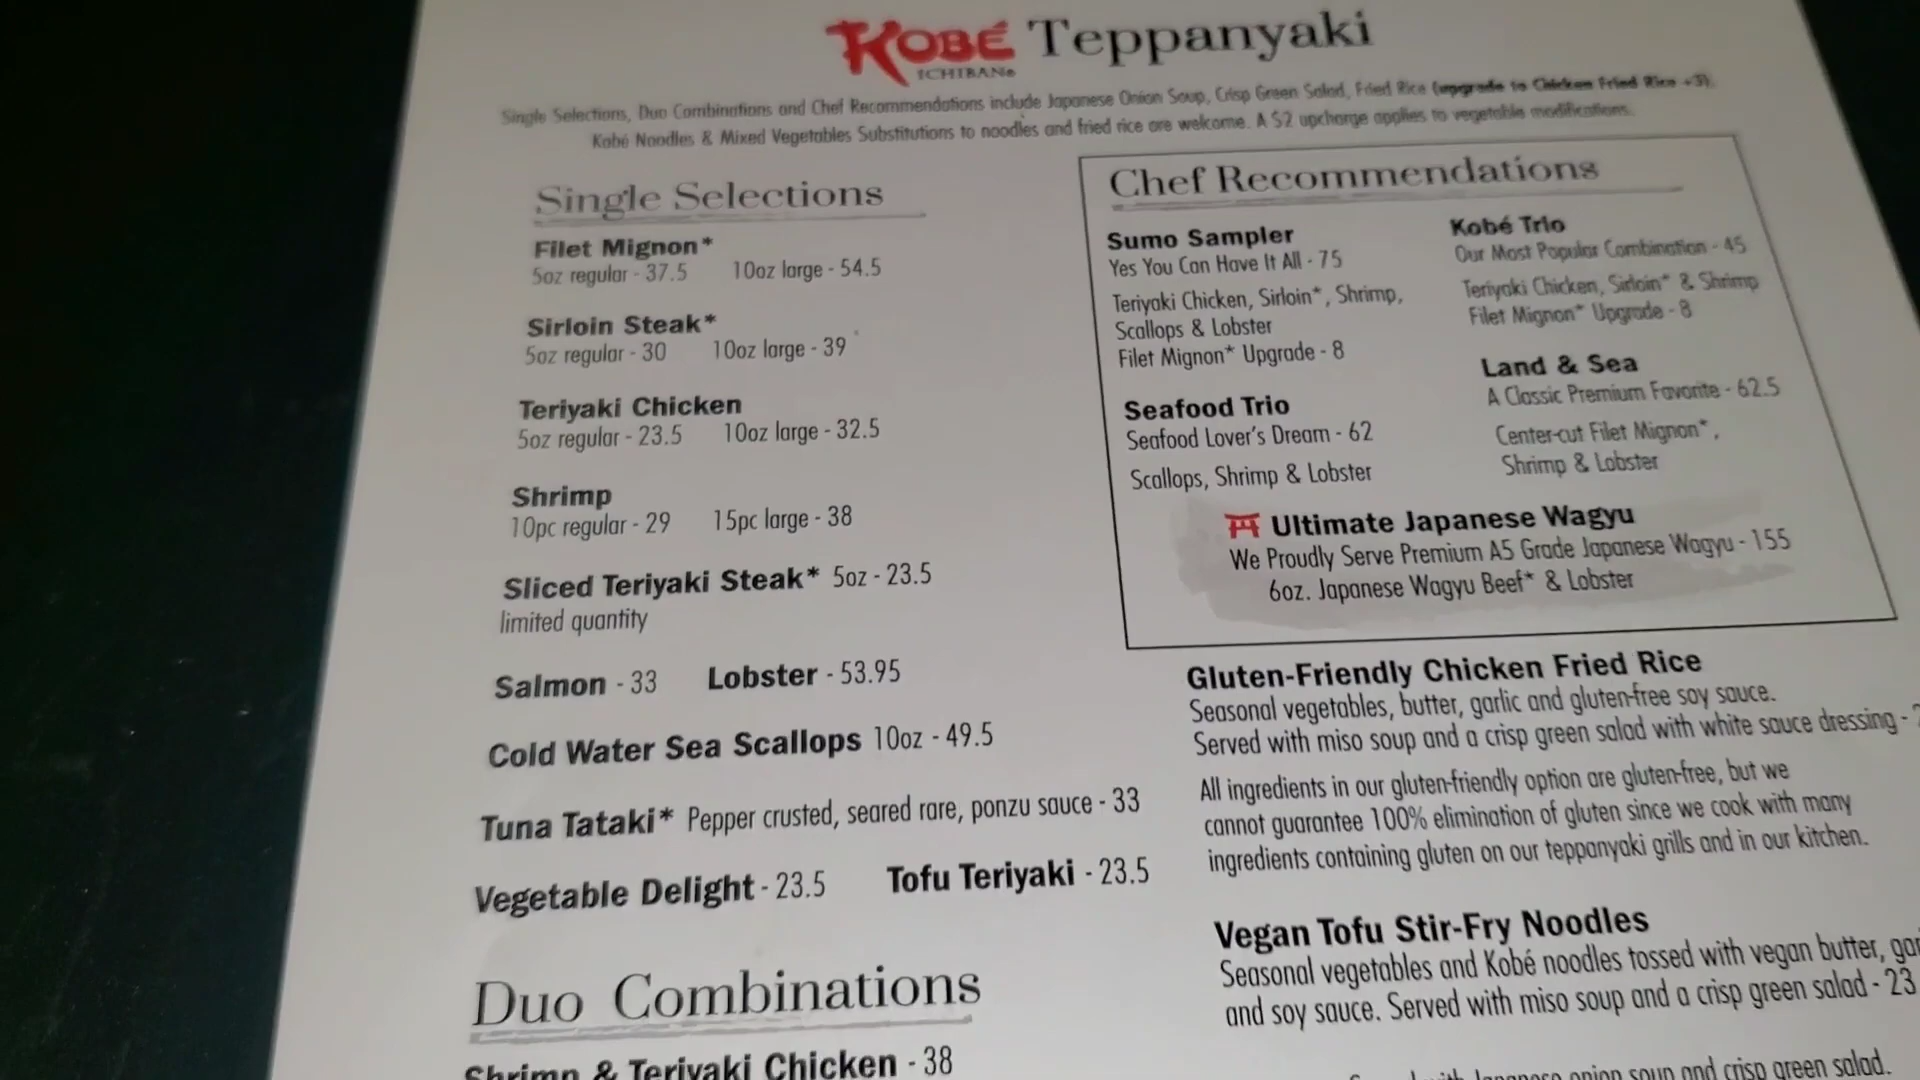 KOBÉ Teppanyaki
ICHIBAN®
Single Selections, Duo Combinations and Chef Recommendations include Japanese Onion Soup, Crisp Green Salad, Fried Rice (upgrade to Chicken Fried Rice +3),
Kobé Noodles & Mixed Vegetables Substitutions to noodles and fried rice are welcome. A $2 upcharge applies to vegetable modifications.
Single Selections
Filet Mignon*
5oz regular - 37.5 10oz large - 54.5
Sirloin Steak*
5oz regular - 30 10oz large - 39
Teriyaki Chicken
5oz regular - 23.5 10oz large - 32.5
Shrimp
10pc regular - 29 15pc large - 38
Sliced Teriyaki Steak* 5oz - 23.5
limited quantity
Salmon - 33 Lobster - 53.95
Cold Water Sea Scallops 10oz - 49.5
Tuna Tataki* Pepper crusted, seared rare, ponzu sauce - 33
Vegetable Delight - 23.5 Tofu Teriyaki - 23.5
Duo Combinations
Shrimp & Teriyaki Chicken - 38
Chef Recommendations
Sumo Sampler
Yes You Can Have It All - 75
Teriyaki Chicken, Sirloin*, Shrimp,
Scallops & Lobster
Filet Mignon* Upgrade - 8
Seafood Trio
Seafood Lover's Dream - 62
Scallops, Shrimp & Lobster
Kobé Trio
Our Most Popular Combination - 45
Teriyaki Chicken, Sirloin* & Shrimp
Filet Mignon* Upgrade - 8
Land & Sea
A Classic Premium Favorite - 62.5
Center-cut Filet Mignon*,
Shrimp & Lobster
Ultimate Japanese Wagyu
We Proudly Serve Premium A5 Grade Japanese Wagyu - 155
6oz. Japanese Wagyu Beef* & Lobster
Gluten-Friendly Chicken Fried Rice
Seasonal vegetables, butter, garlic and gluten-free soy sauce.
Served with miso soup and a crisp green salad with white sauce dressing -
All ingredients in our gluten-friendly option are gluten-free, but we
cannot guarantee 100% elimination of gluten since we cook with many
ingredients containing gluten on our teppanyaki grills and in our kitchen.
Vegan Tofu Stir-Fry Noodles
Seasonal vegetables and Kobé noodles tossed with vegan butter,
and soy sauce. Served with miso soup and a crisp green salad - 23
onion soup and crisp green salad.